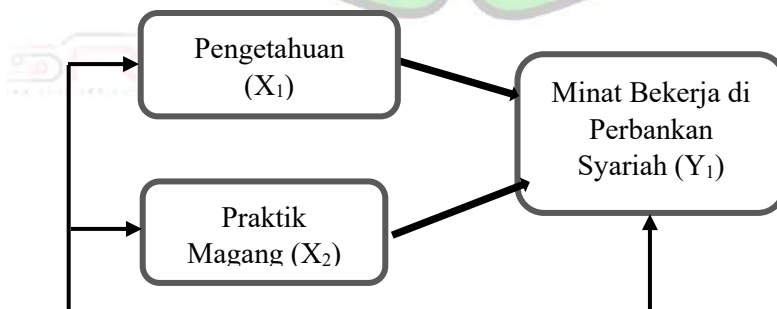 Pengetahuan
(X₁)
Minat Bekerja di
Perbankan
Syariah (Y₁)
Praktik
Magang (X₂)